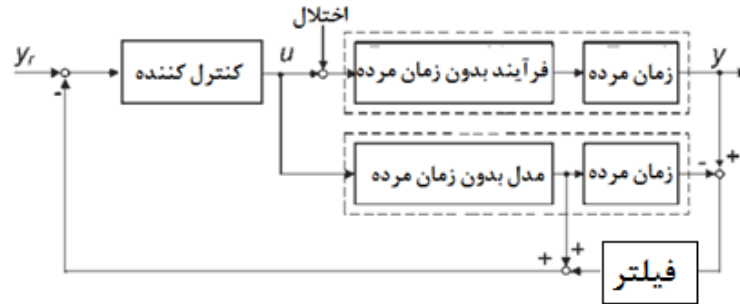 اختلال
yᵣ
کنترل کننده
u
فرآیند بدون زمان مرده
زمان مرده
y
-
مدل بدون زمان مرده
زمان مرده
-
+
+
+
فیلتر